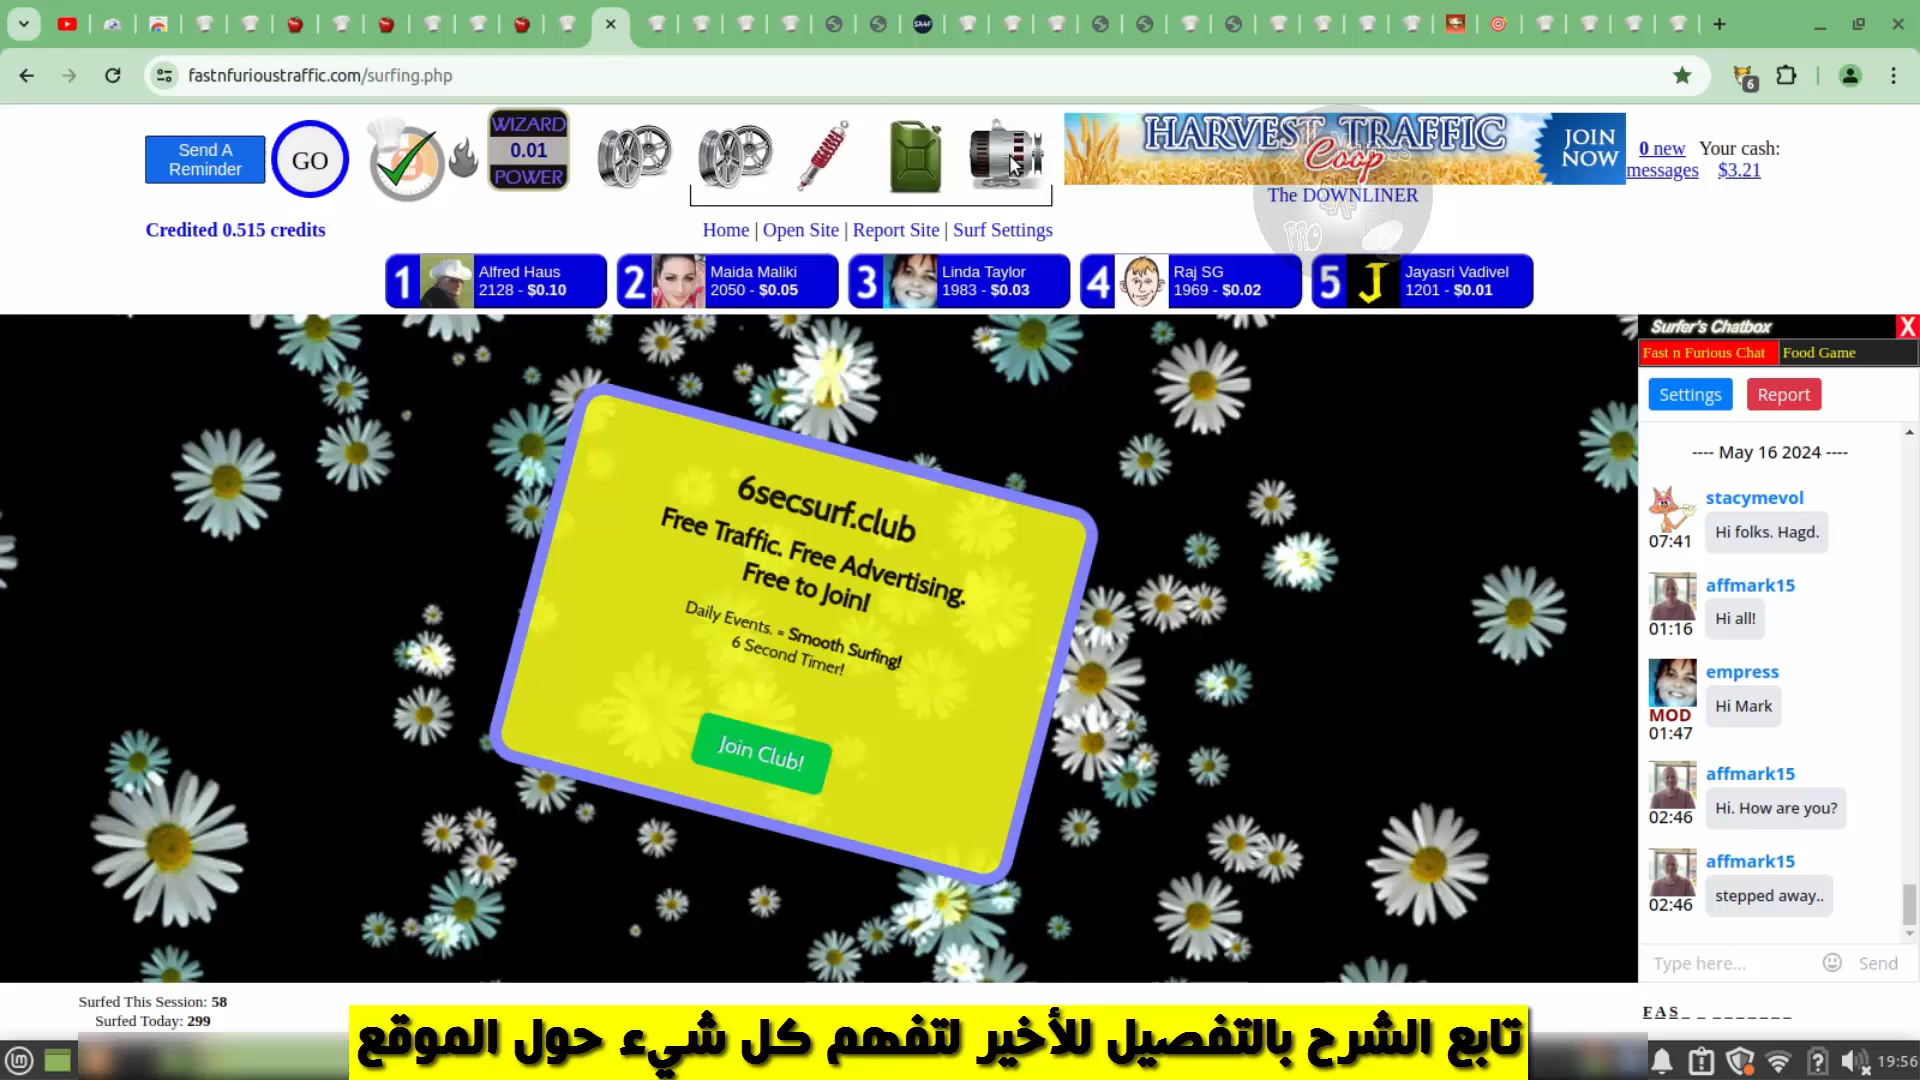 fastnfurioustraffic.com/surfing.php
6
Send A
Reminder
GO
WIZARD
0.01
POWER
HARVEST TRAFFIC
Coop
JOIN
NOW
0 new
messages
Your cash:
$3.21
The DOWNLINER
PRO
Credited 0.515 credits
Home | Open Site | Report Site | Surf Settings
1 Alfred Haus
2128 - $0.10
2 Maida Maliki
2050 - $0.05
3 Linda Taylor
1983 - $0.03
4 Raj SG
1969 - $0.02
5 J Jayasri Vadivel
1201 - $0.01
6secsurf.club
Free Traffic. Free Advertising.
Free to Join!
Daily Events. = Smooth Surfing!
6 Second Timer!
Join Club!
Surfer's Chatbox
X
Fast n Furious Chat
Food Game
Settings
Report
---- May 16 2024 ----
stacymevol
Hi folks. Hagd.
07:41
affmark15
Hi all!
01:16
empress
Hi Mark
MOD
01:47
affmark15
Hi. How are you?
02:46
affmark15
stepped away..
02:46
Type here...
Send
Surfed This Session: 58
Surfed Today: 299
FAS_ _ _ _ _ _ _ _ _
تابع الشرح بالتفصيل للأخير لتفهم كل شيء حول الموقع
19:56